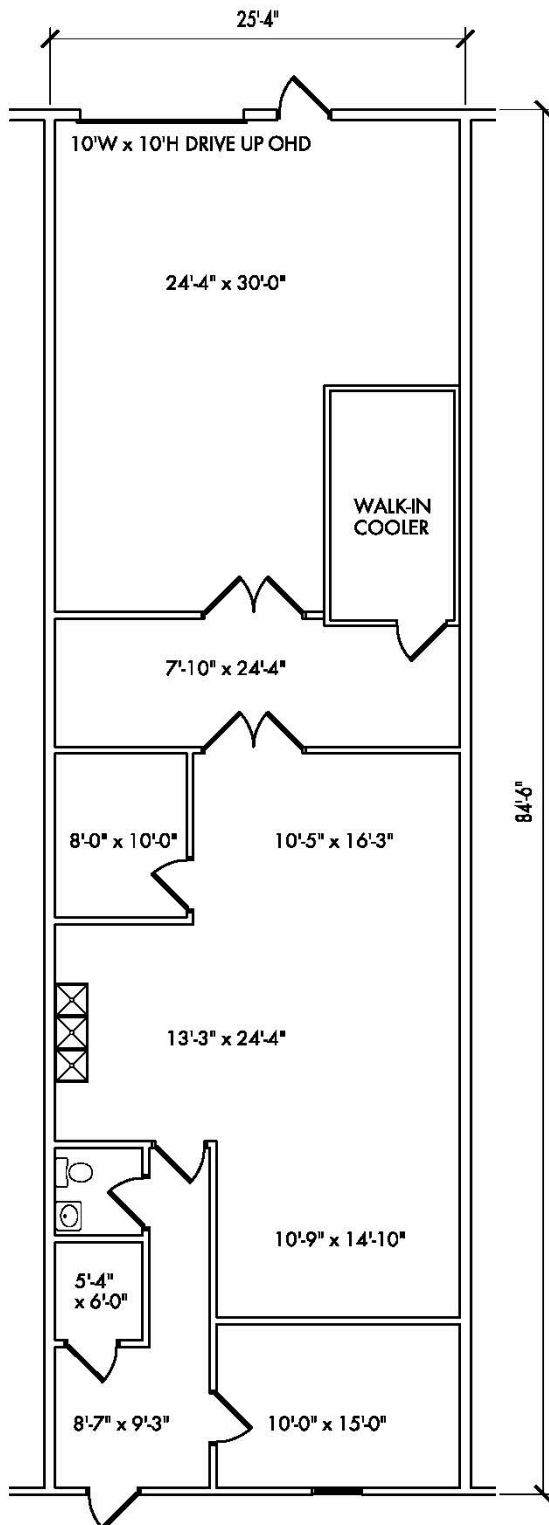 25'-4"
10'W x 10'H DRIVE UP OHD
24'-4" x 30'-0"
WALK-IN
COOLER
7'-10" x 24'-4"
84'-6"
8'-0" x 10'-0"
10'-5" x 16'-3"
13'-3" x 24'-4"
10'-9" x 14'-10"
5'-4"
x 6'-0"
8'-7" x 9'-3"
10'-0" x 15'-0"